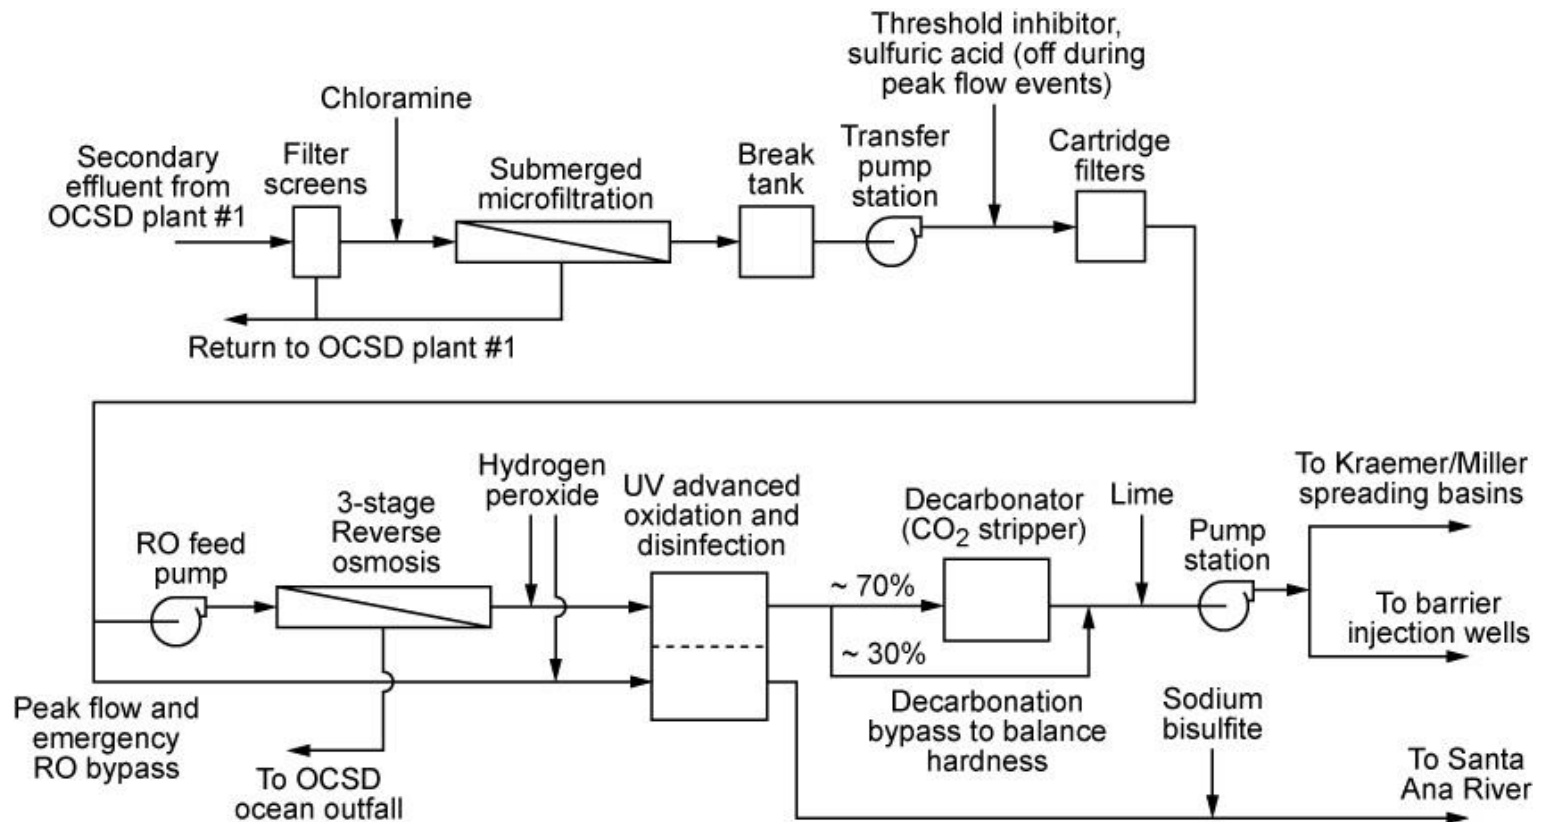 Threshold inhibitor,
sulfuric acid (off during
peak flow events)
Chloramine
Secondary
effluent from
OCSD plant #1
Filter
screens
Submerged
microfiltration
Break
tank
Transfer
pump
station
Cartridge
filters
Return to OCSD plant #1
RO feed
pump
3-stage
Reverse
osmosis
Hydrogen
peroxide
UV advanced
oxidation and
disinfection
~ 70%
~ 30%
Decarbonator
(CO2 stripper)
Lime
Pump
station
To Kraemer/Miller
spreading basins
To barrier
injection wells
Peak flow and
emergency
RO bypass
To OCSD
ocean outfall
Decarbonation
bypass to balance
hardness
Sodium
bisulfite
To Santa
Ana River